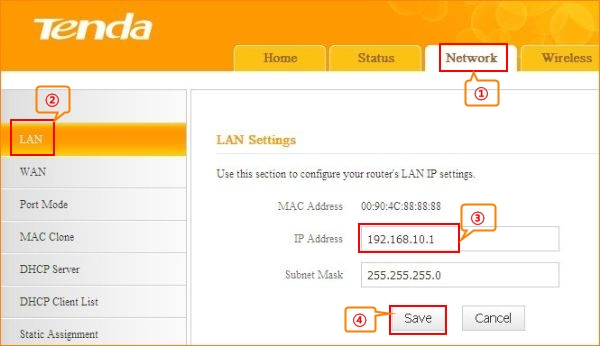 Tenda
Home Status Network Wireless
①
②
LAN
WAN
Port Mode
MAC Clone
DHCP Server
DHCP Client List
Static Assignment
LAN Settings
Use this section to configure your router's LAN IP settings.
MAC Address 00:90:4C:88:88:88
③
IP Address 192.168.10.1
Subnet Mask 255.255.255.0
④ Save Cancel